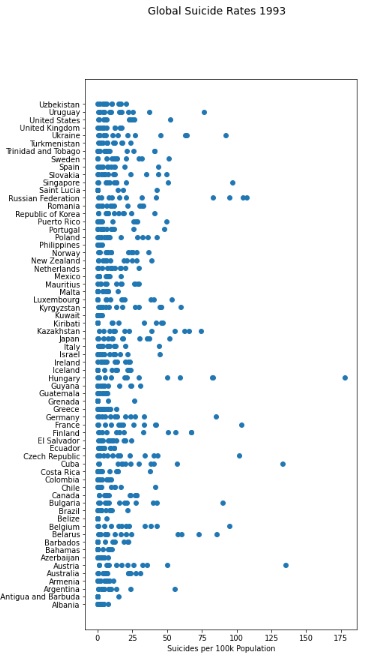 Global Suicide Rates 1993
Uzbekistan
Uruguay
United States
United Kingdom
Ukraine
Turkmenistan
Trinidad and Tobago
Sweden
Spain
Slovakia
Singapore
Saint Lucia
Russian Federation
Romania
Republic of Korea
Puerto Rico
Portugal
Poland
Philippines
Norway
New Zealand
Netherlands
Mexico
Mauritius
Malta
Luxembourg
Kyrgyzstan
Kuwait
Kiribati
Kazakhstan
Japan
Italy
Israel
Ireland
Iceland
Hungary
Guyana
Guatemala
Grenada
Greece
Germany
France
Finland
El Salvador
Ecuador
Czech Republic
Cuba
Costa Rica
Colombia
Chile
Canada
Bulgaria
Brazil
Belize
Belgium
Belarus
Barbados
Bahamas
Azerbaijan
Austria
Australia
Armenia
Argentina
Antigua and Barbuda
Albania
0 25 50 75 100 125 150 175
Suicides per 100k Population